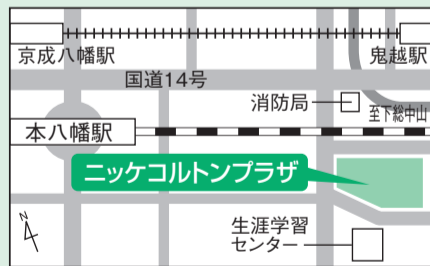 京成八幡駅
鬼越駅
国道14号
消防局
至下総中山
本八幡駅
ニッケコルトンプラザ
N
生涯学習
センター